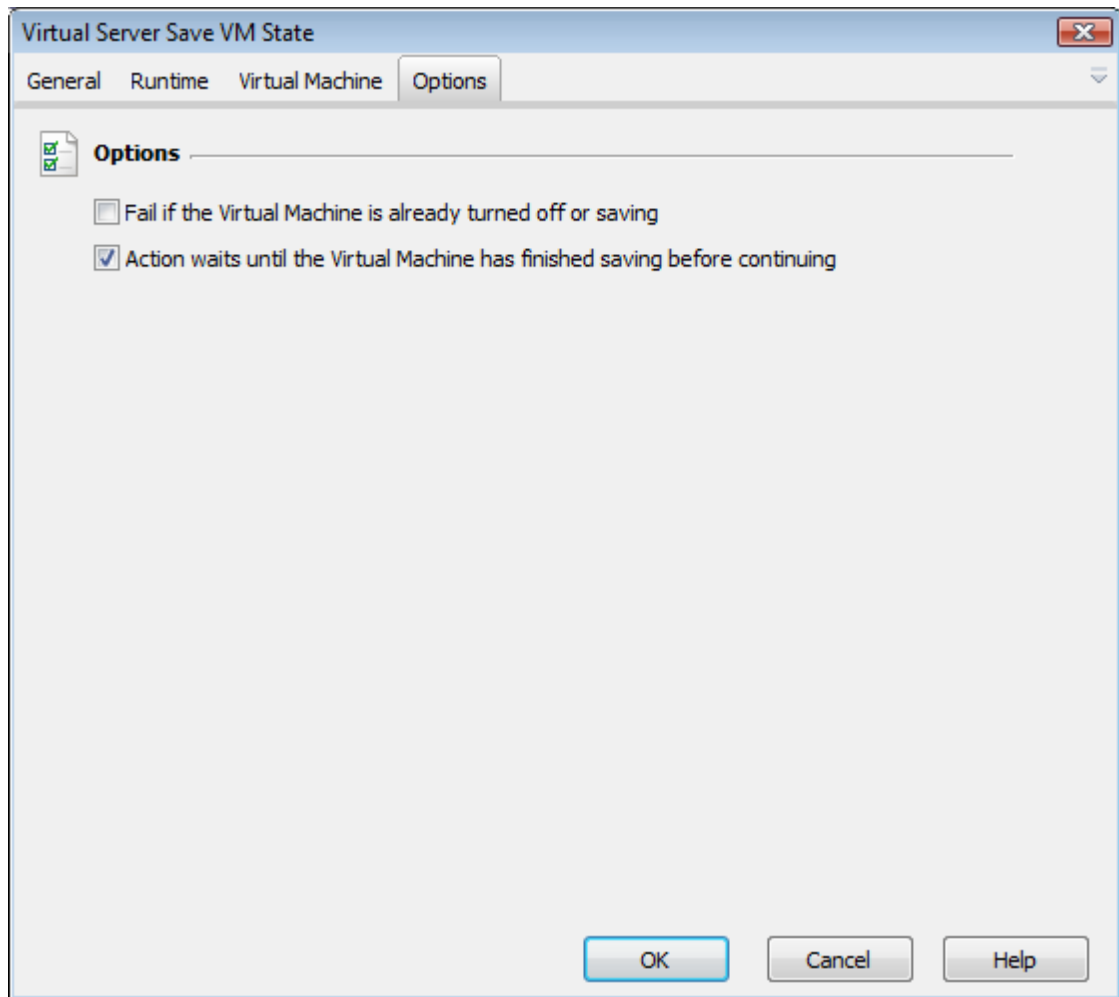 Virtual Server Save VM State
General Runtime Virtual Machine Options
Options
Fail if the Virtual Machine is already turned off or saving
Action waits until the Virtual Machine has finished saving before continuing
OK Cancel Help